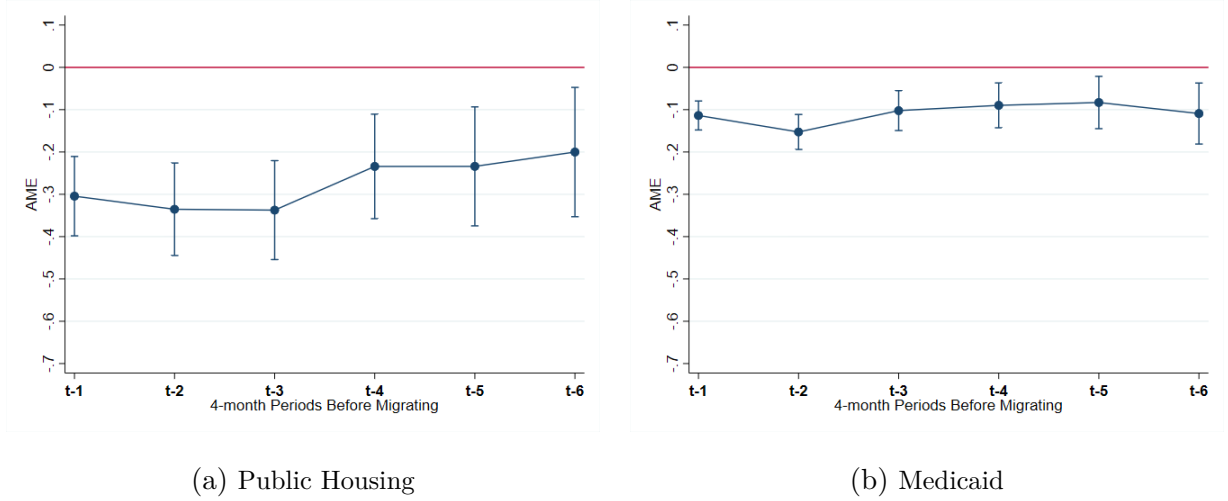 AME
.1
0
-.1
-.2
-.3
-.4
-.5
-.6
-.7
t-1 t-2 t-3 t-4 t-5 t-6
4-month Periods Before Migrating
(a) Public Housing
AME
.1
0
-.1
-.2
-.3
-.4
-.5
-.6
-.7
t-1 t-2 t-3 t-4 t-5 t-6
4-month Periods Before Migrating
(b) Medicaid